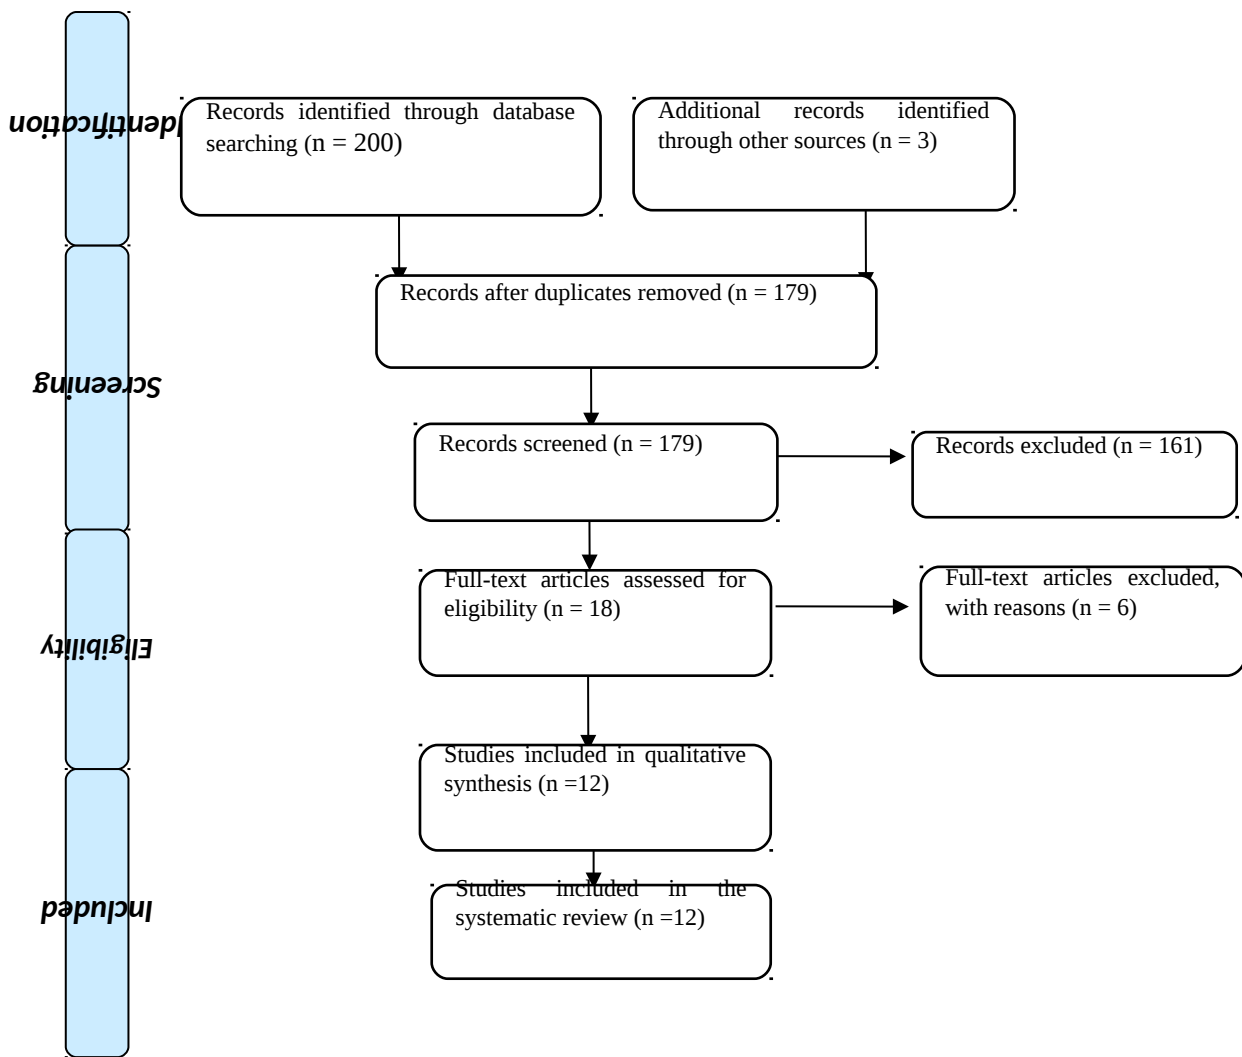 Identification
Records identified through database
searching (n = 200)
Additional records identified
through other sources (n = 3)
Screening
Records after duplicates removed (n = 179)
Records screened (n = 179)
Records excluded (n = 161)
Eligibility
Full-text articles assessed for
eligibility (n = 18)
Full-text articles excluded,
with reasons (n = 6)
Studies included in qualitative
synthesis (n =12)
Included
Studies included in the
systematic review (n =12)